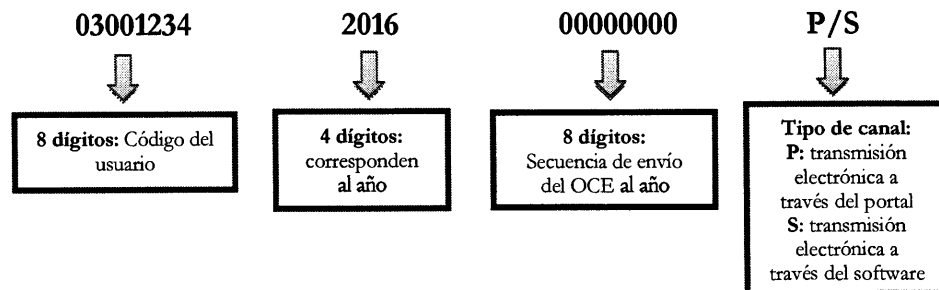 03001234 2016 00000000 P/S
8 dígitos: Código del
usuario
4 dígitos:
corresponden
al año
8 dígitos:
Secuencia de envío
del OCE al año
Tipo de canal:
P: transmisión
electrónica a
través del portal
S: transmisión
electrónica a
través del software